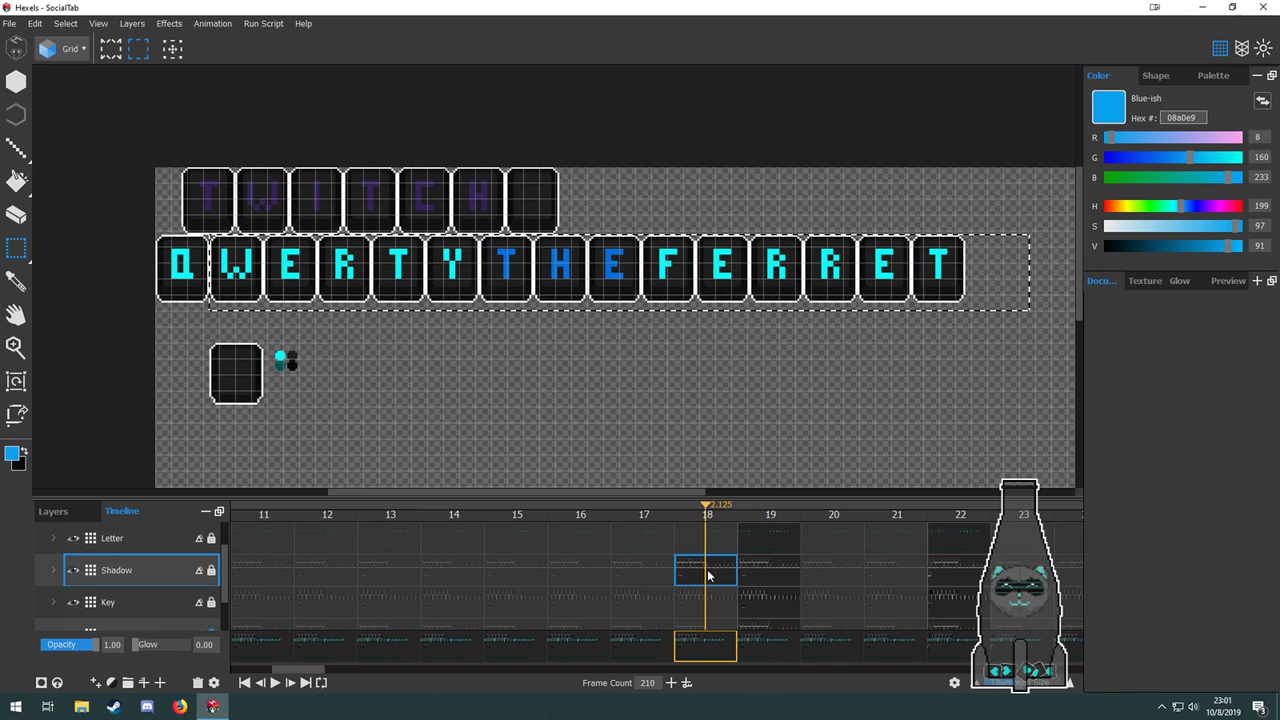 Hexels - SocialTab
File Edit Select View Layers Effects Animation Run Script Help
Grid
Color Shape Palette
Blue-ish
Hex #: 08a0e9
R 8
G 160
B 233
H 199
S 97
V 91
Docu... Texture Glow Preview
TWITCH
QWERTYTHEFERRET
Layers Timeline
2.125
11 12 13 14 15 16 17 18 19 20 21 22 23
Letter
Shadow
Key
Opacity 1.00 Glow 0.00
Frame Count 210
Size
23:01
10/8/2019